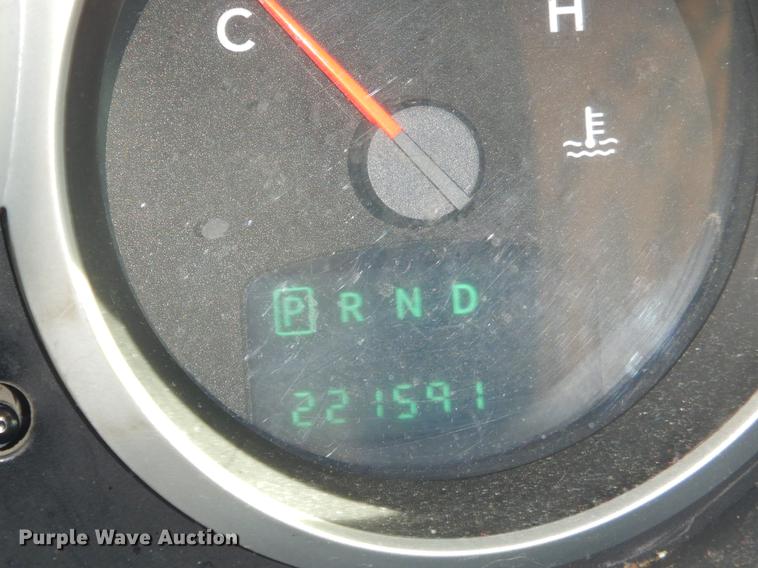 C H
P R N D
221591
Purple Wave Auction